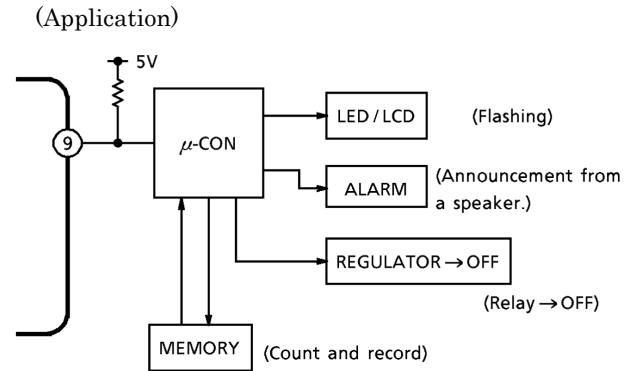 (Application)
5V
9
μ-CON
LED / LCD
(Flashing)
ALARM
(Announcement from
a speaker.)
REGULATOR → OFF
(Relay → OFF)
MEMORY
(Count and record)